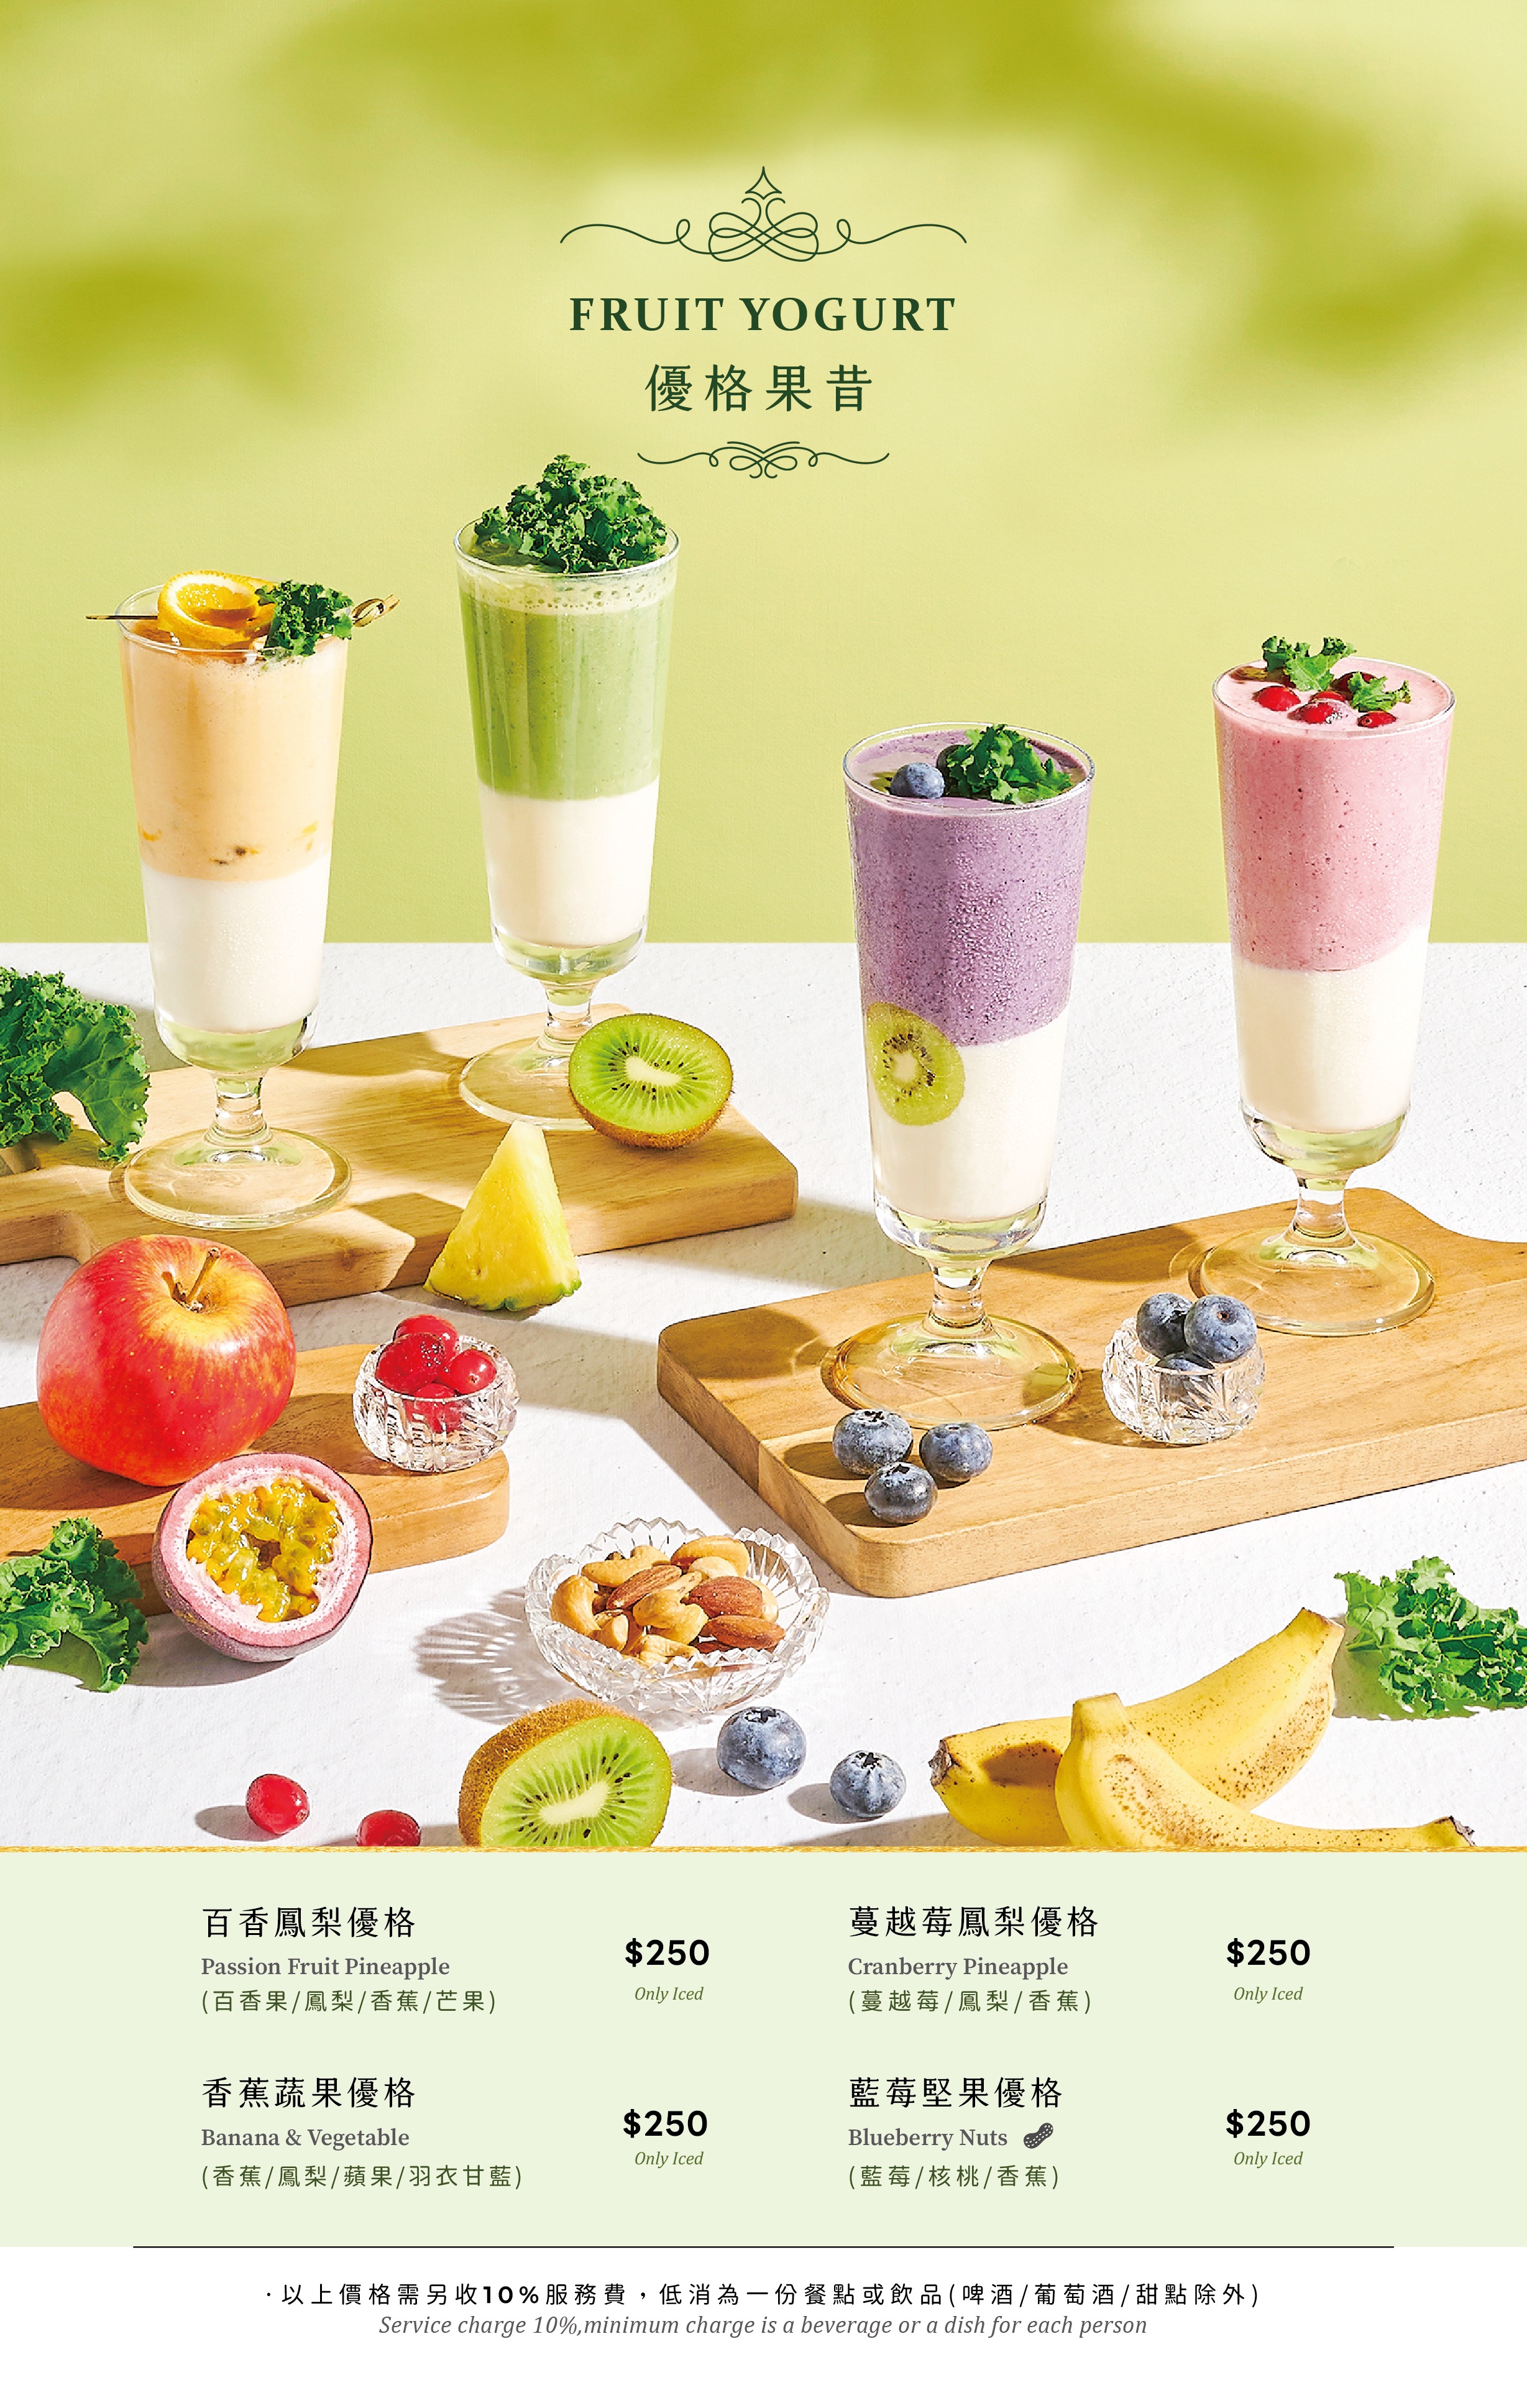 FRUIT YOGURT
優格果昔
百香鳳梨優格
Passion Fruit Pineapple
(百香果/鳳梨/香蕉/芒果)
$250
Only Iced
蔓越莓鳳梨優格
Cranberry Pineapple
(蔓越莓/鳳梨/香蕉)
$250
Only Iced
香蕉蔬果優格
Banana & Vegetable
(香蕉/鳳梨/蘋果/羽衣甘藍)
$250
Only Iced
藍莓堅果優格
Blueberry Nuts
(藍莓/核桃/香蕉)
$250
Only Iced
·以上價格需另收10%服務費，低消為一份餐點或飲品(啤酒/葡萄酒/甜點除外)
Service charge 10%,minimum charge is a beverage or a dish for each person